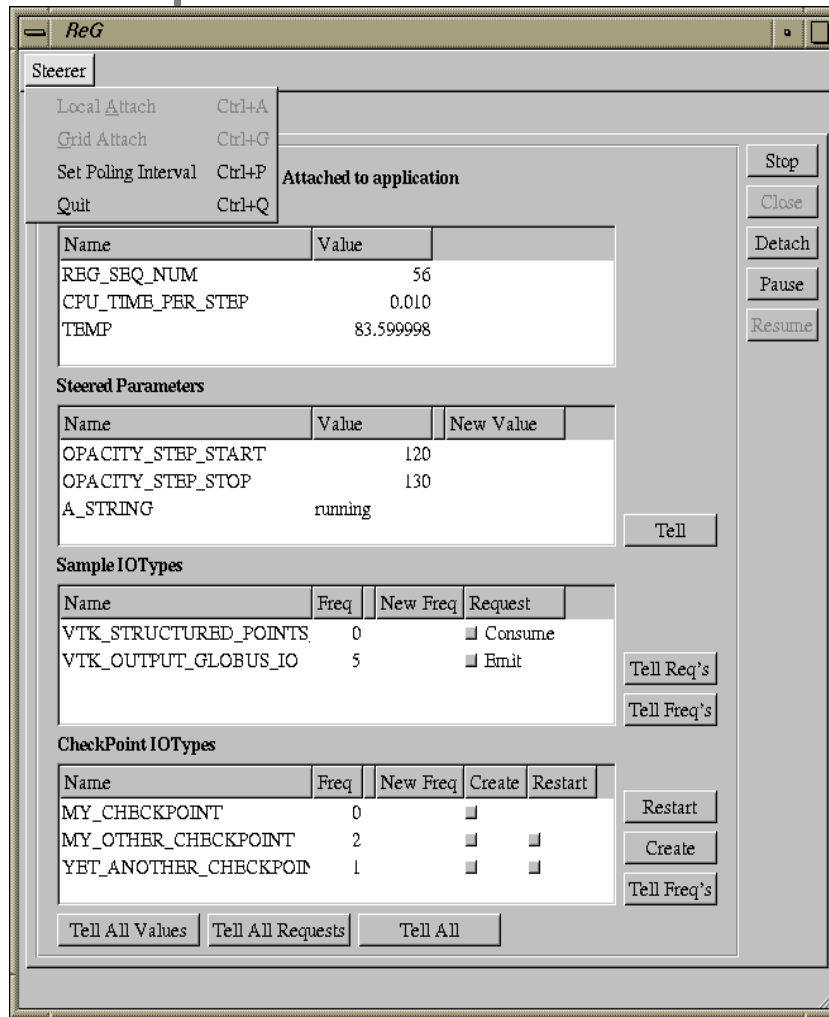 ReG
Steerer
Local Attach Ctrl+A
Grid Attach Ctrl+G
Set Poling Interval Ctrl+P
Quit Ctrl+Q
Attached to application
Stop
Close
Detach
Pause
Resume
Name Value
REG_SEQ_NUM 56
CPU_TIME_PER_STEP 0.010
TEMP 83.599998
Steered Parameters
Name Value New Value
OPACITY_STEP_START 120
OPACITY_STEP_STOP 130
A_STRING running
Tell
Sample IOTypes
Name Freq New Freq Request
VTK_STRUCTURED_POINTS_ 0 Consume
VTK_OUTPUT_GLOBUS_IO 5 Emit
Tell Req's
Tell Freq's
CheckPoint IOTypes
Name Freq New Freq Create Restart
MY_CHECKPOINT 0
MY_OTHER_CHECKPOINT 2
YET_ANOTHER_CHECKPOIN 1
Restart
Create
Tell Freq's
Tell All Values Tell All Requests Tell All